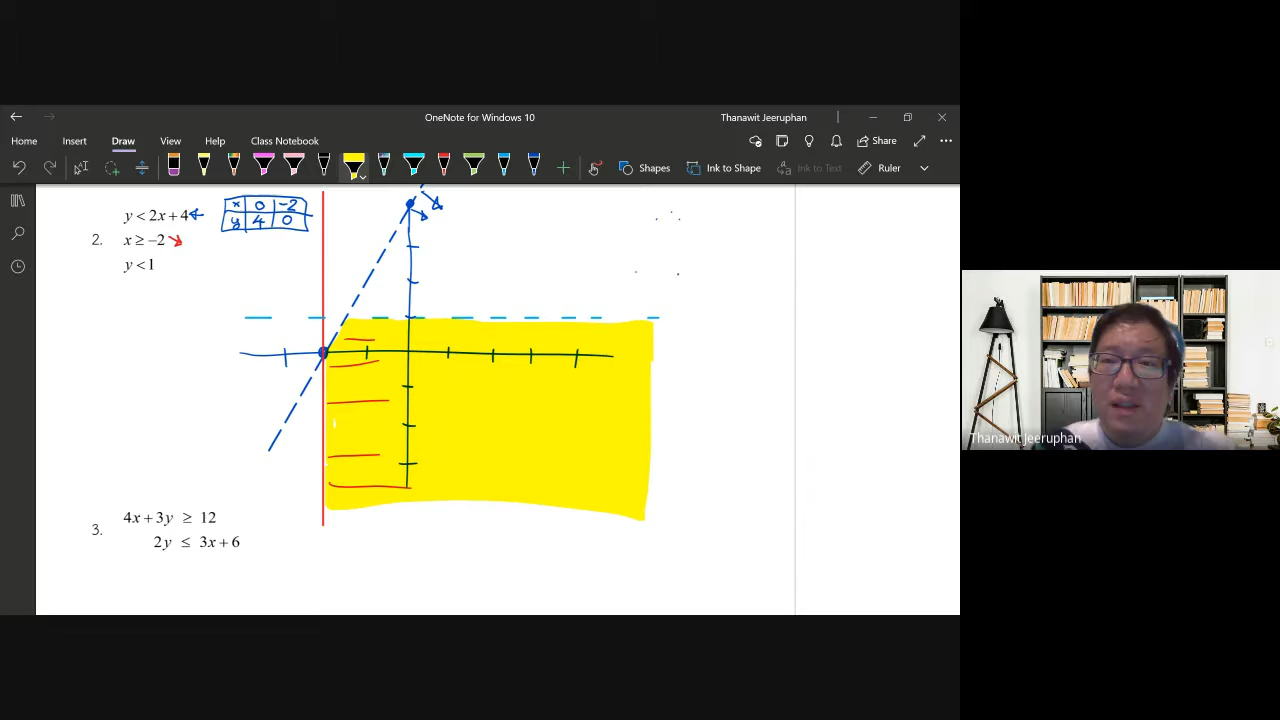 OneNote for Windows 10
Thanawit Jeeruphan
Home Insert Draw View Help Class Notebook
Share
Shapes
Ink to Shape
Ink to Text
Ruler
y < 2x + 4
2. x ≥ −2
y < 1
x 0 -2
y 4 0
3. 4x + 3y ≥ 12
2y ≤ 3x + 6
Thanawit Jeeruphan